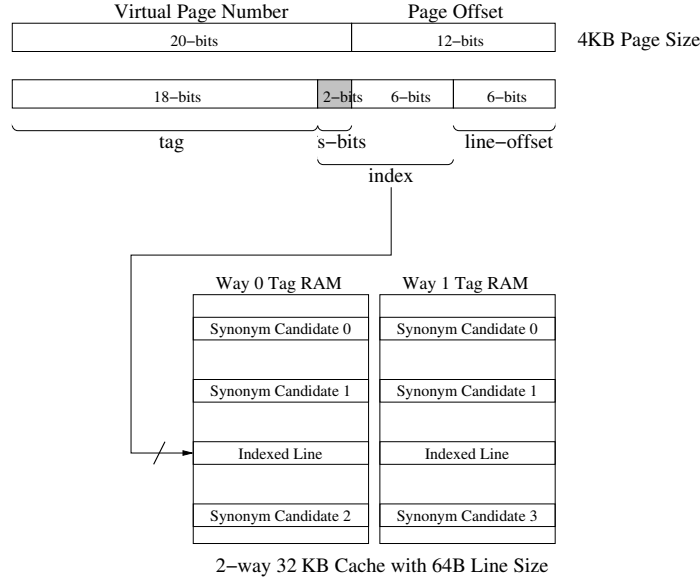 Virtual Page Number Page Offset
20-bits 12-bits 4KB Page Size
18-bits 2-bits 6-bits 6-bits
tag s-bits line-offset
index
Way 0 Tag RAM Way 1 Tag RAM
Synonym Candidate 0 Synonym Candidate 0
Synonym Candidate 1 Synonym Candidate 1
Indexed Line Indexed Line
Synonym Candidate 2 Synonym Candidate 3
2-way 32 KB Cache with 64B Line Size